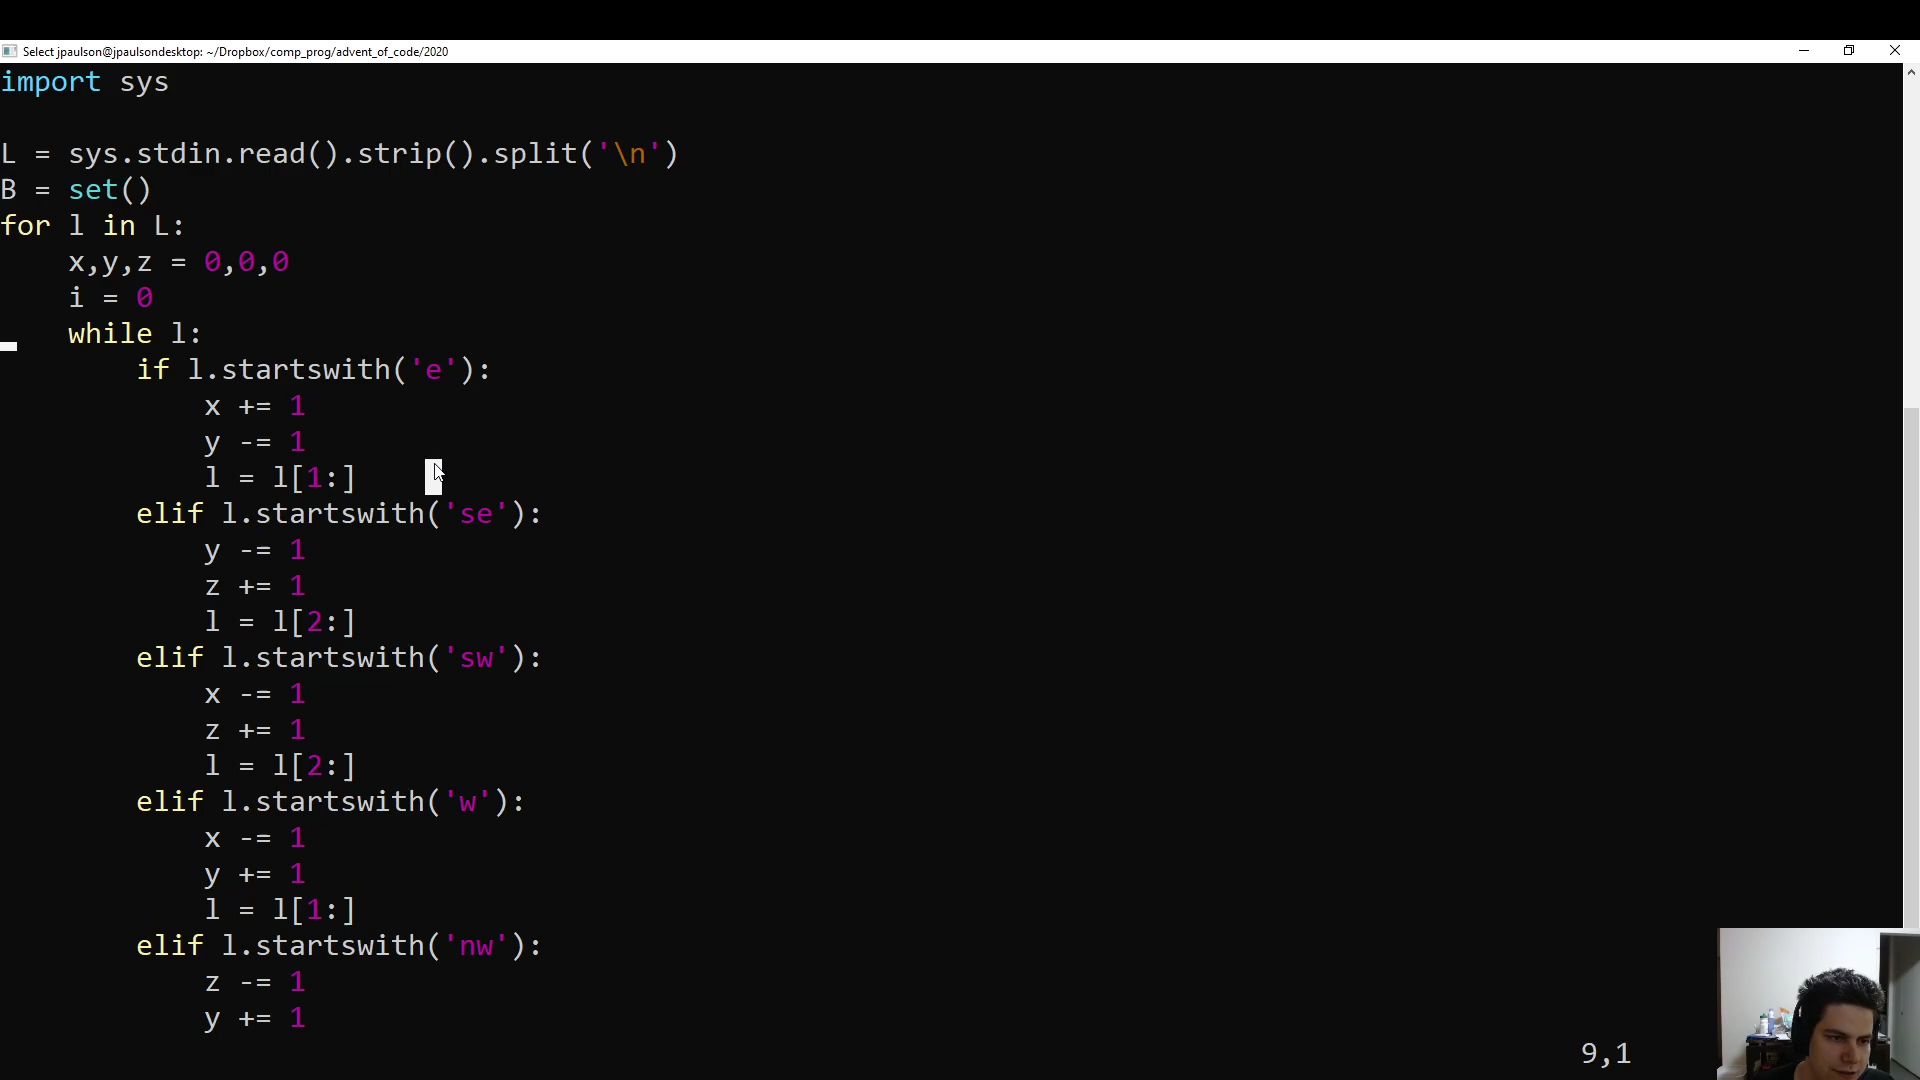 Select jpaulson@jpaulsondesktop: ~/Dropbox/comp_prog/advent_of_code/2020
import sys

L = sys.stdin.read().strip().split('\n')
B = set()
for l in L:
    x,y,z = 0,0,0
    i = 0
    while l:
        if l.startswith('e'):
            x += 1
            y -= 1
            l = l[1:]
        elif l.startswith('se'):
            y -= 1
            z += 1
            l = l[2:]
        elif l.startswith('sw'):
            x -= 1
            z += 1
            l = l[2:]
        elif l.startswith('w'):
            x -= 1
            y += 1
            l = l[1:]
        elif l.startswith('nw'):
            z -= 1
            y += 1
9,1